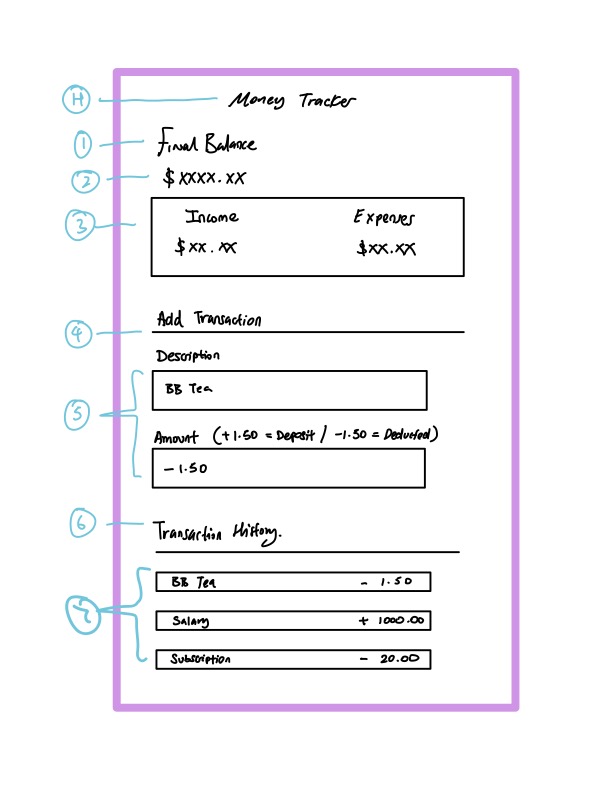 H Money Tracker
1 Final Balance
2 $ XXXX.XX
3 Income Expenses
$ XX.XX $XX.XX
4 Add Transaction
Description
5 BB Tea
Amount (+1.50 = Deposit / -1.50 = Deducted)
- 1.50
6 Transaction History.
BB Tea - 1.50
7 Salary + 1000.00
Subscription - 20.00